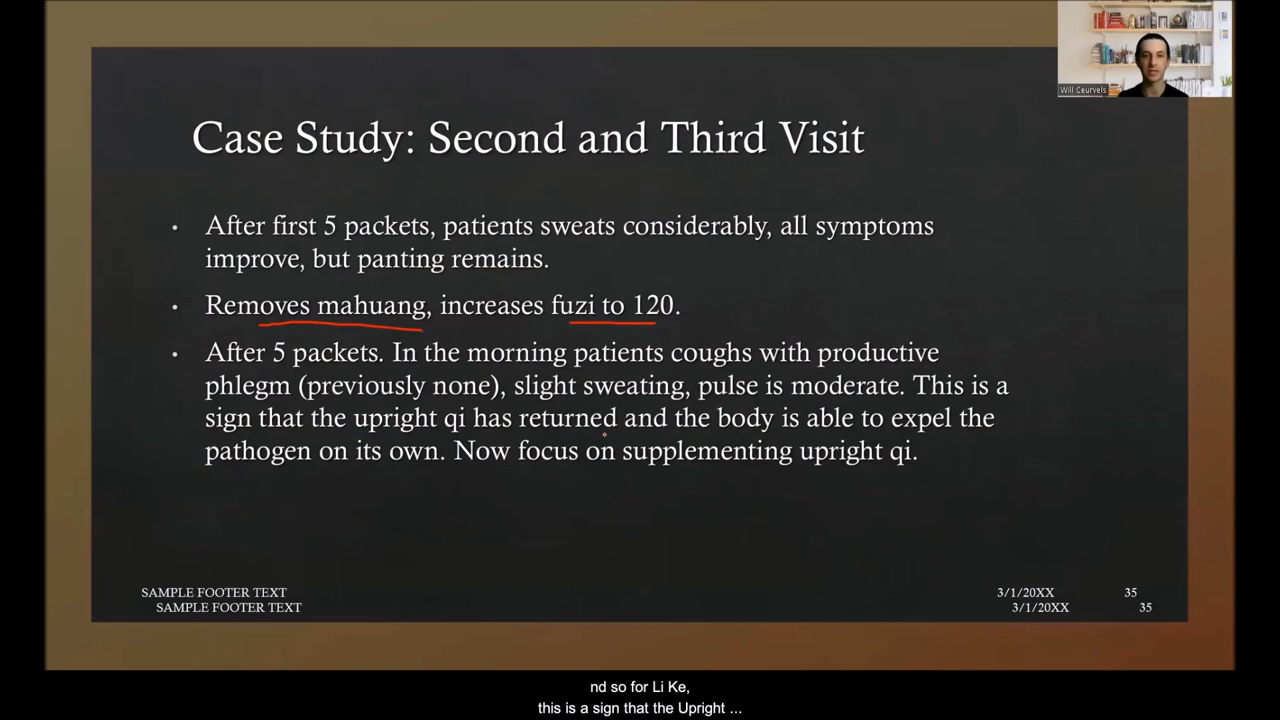 Will Ceurvels
Case Study: Second and Third Visit
• After first 5 packets, patients sweats considerably, all symptoms
improve, but panting remains.
• Removes mahuang, increases fuzi to 120.
• After 5 packets. In the morning patients coughs with productive
phlegm (previously none), slight sweating, pulse is moderate. This is a
sign that the upright qi has returned and the body is able to expel the
pathogen on its own. Now focus on supplementing upright qi.
SAMPLE FOOTER TEXT 3/1/20XX 35
SAMPLE FOOTER TEXT 3/1/20XX 35
nd so for Li Ke,
this is a sign that the Upright ...